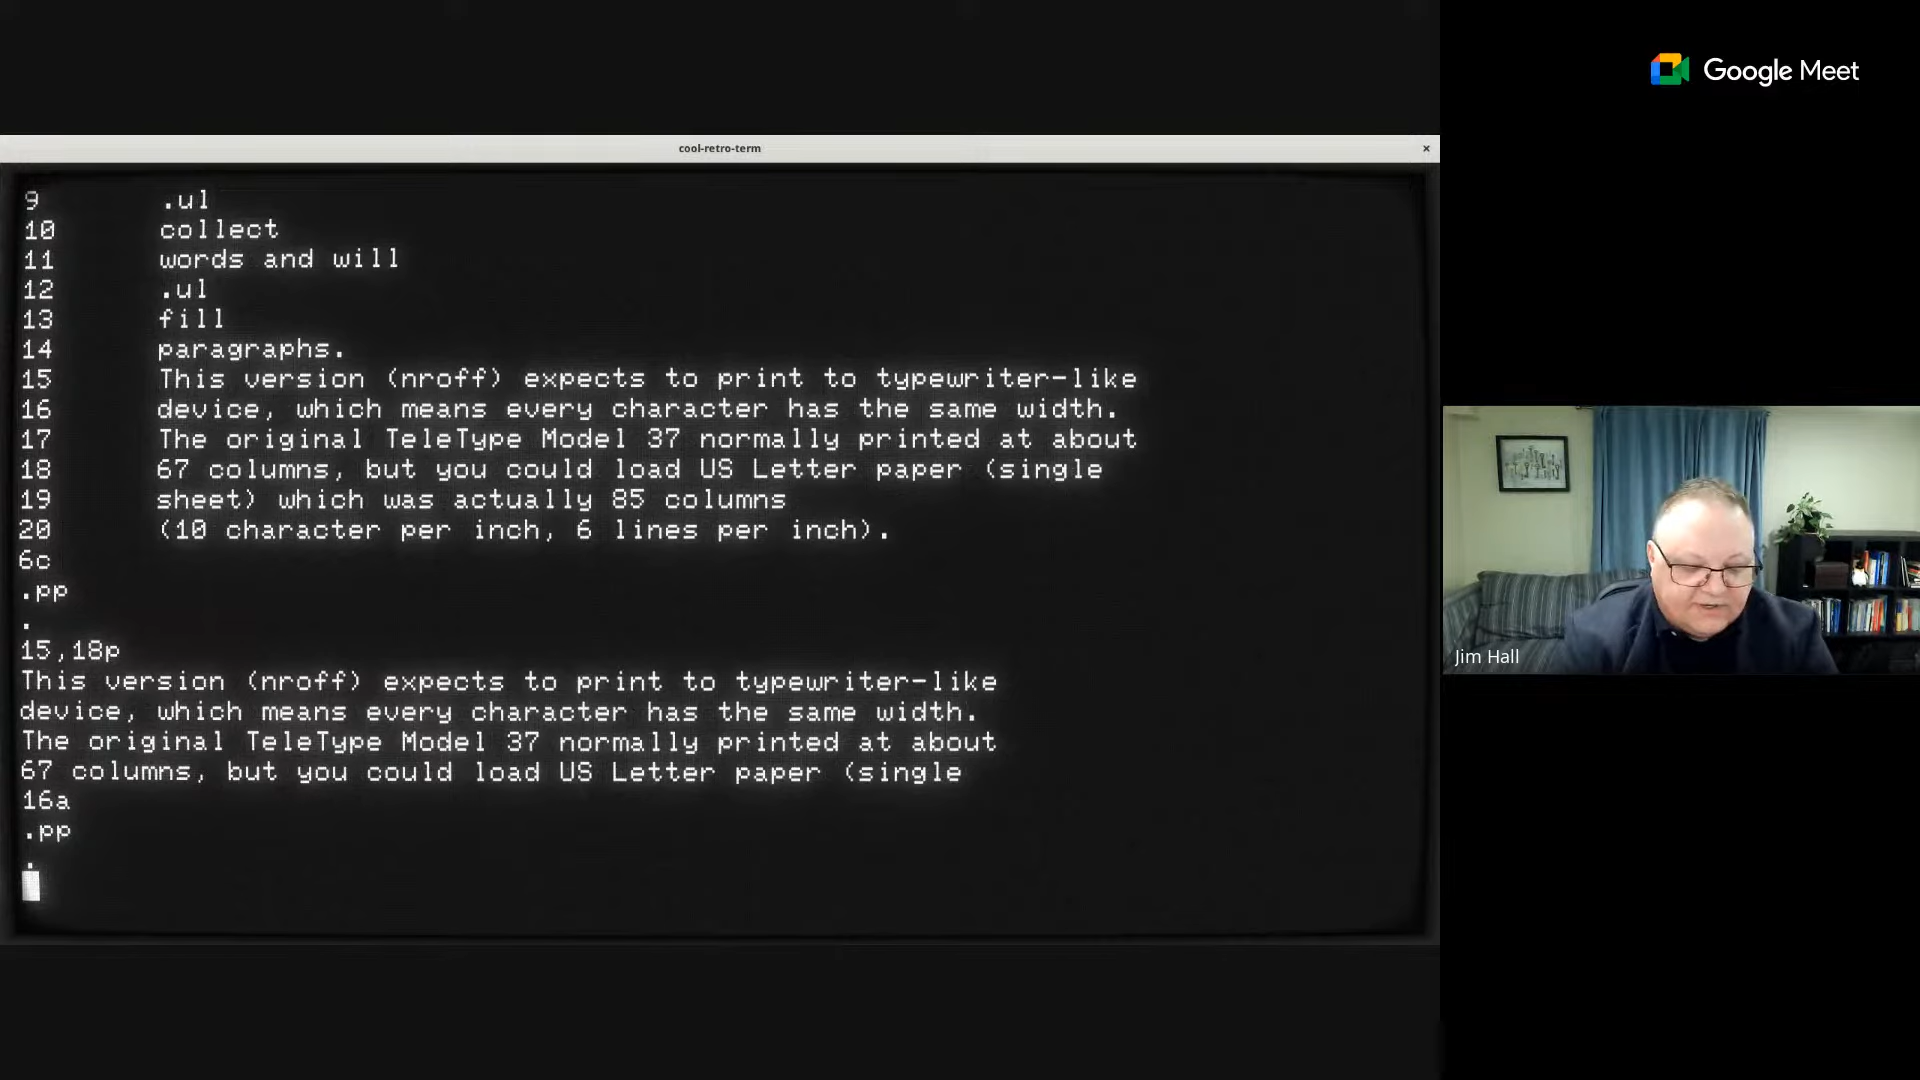 Google Meet
cool-retro-term ×
9 .ul
10 collect
11 words and will
12 .ul
13 fill
14 paragraphs.
15 This version (nroff) expects to print to typewriter-like
16 device, which means every character has the same width.
17 The original TeleType Model 37 normally printed at about
18 67 columns, but you could load US Letter paper (single
19 sheet) which was actually 85 columns
20 (10 character per inch, 6 lines per inch).
6c
.pp
.
15,18p
This version (nroff) expects to print to typewriter-like
device, which means every character has the same width.
The original TeleType Model 37 normally printed at about
67 columns, but you could load US Letter paper (single
16a
.pp
.
Jim Hall